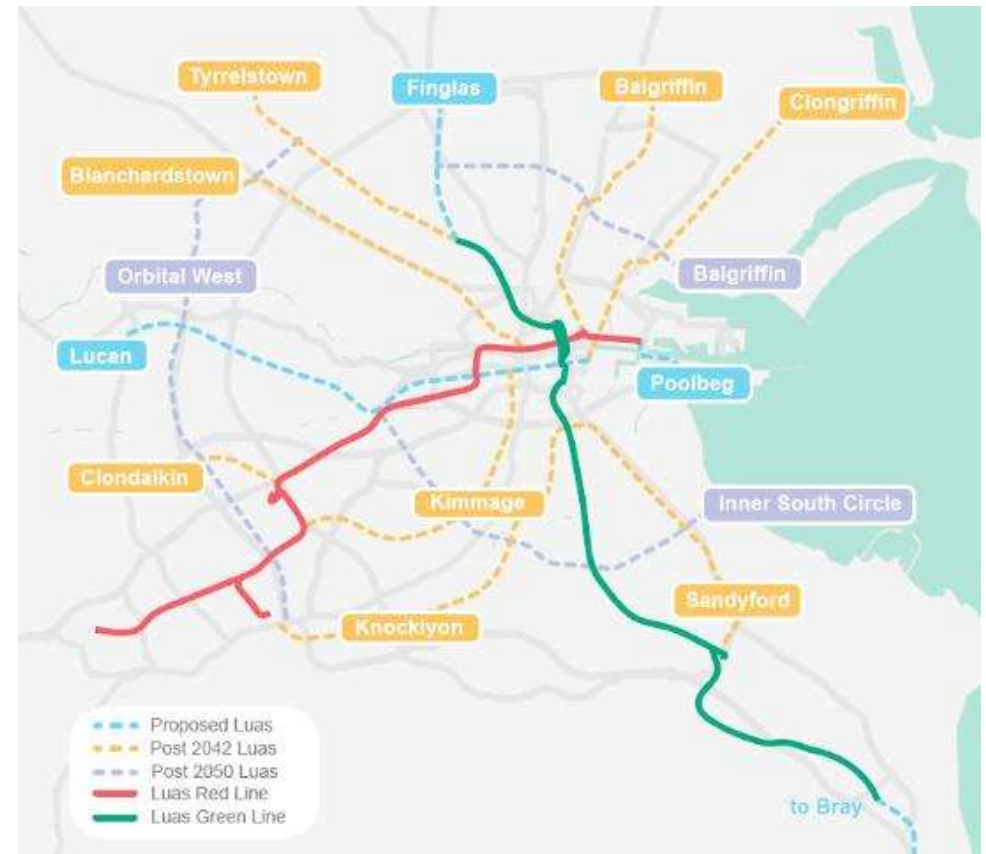 Tyrrelstown
Finglas
Balgriffin
Clongriffin
Blanchardstown
Orbital West
Balgriffin
Lucan
Poolbeg
Clondalkin
Kimmage
Inner South Circle
Sandyford
Knocklyon
Proposed Luas
Post 2042 Luas
Post 2050 Luas
Luas Red Line
Luas Green Line
to Bray